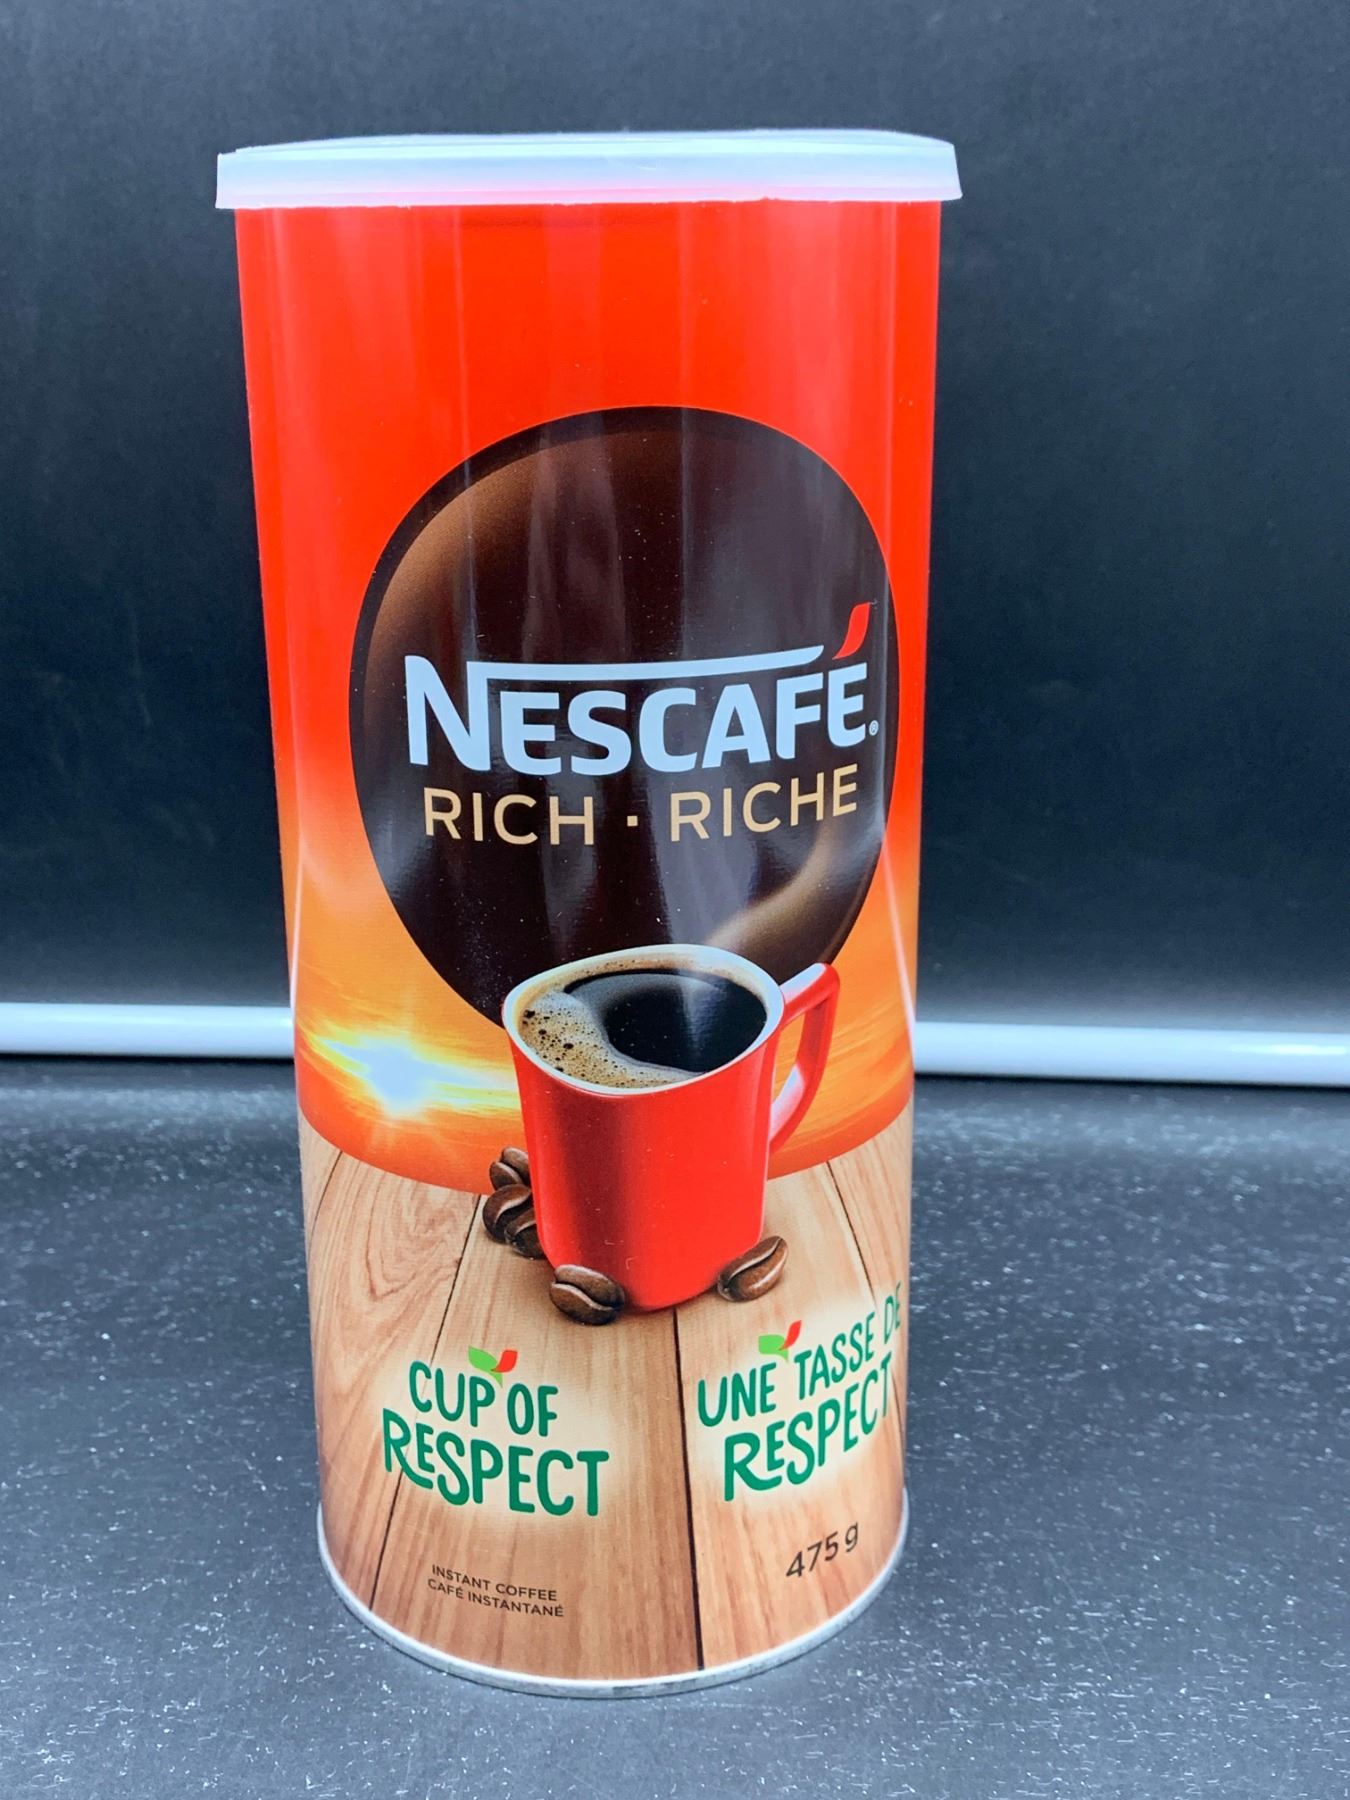 NESCAFÉ®
RICH · RICHE
CUP OF
RESPECT
UNE TASSE DE
RESPECT
475 g
INSTANT COFFEE
CAFÉ INSTANTANÉ